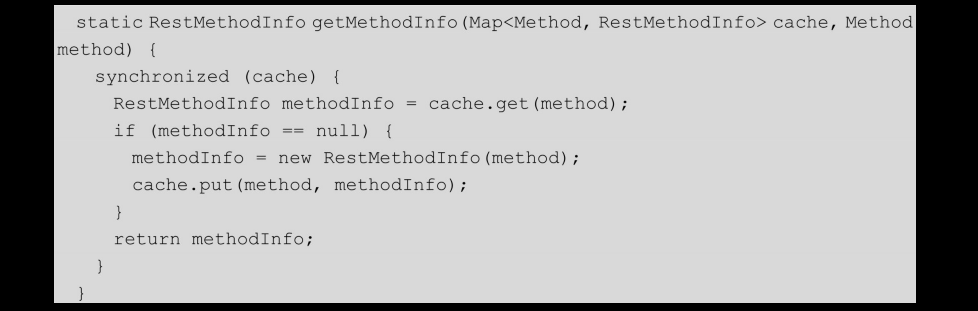 static RestMethodInfo getMethodInfo(Map<Method, RestMethodInfo> cache, Method
method) {
synchronized (cache) {
RestMethodInfo methodInfo = cache.get(method);
if (methodInfo == null) {
methodInfo = new RestMethodInfo(method);
cache.put(method, methodInfo);
}
return methodInfo;
}
}